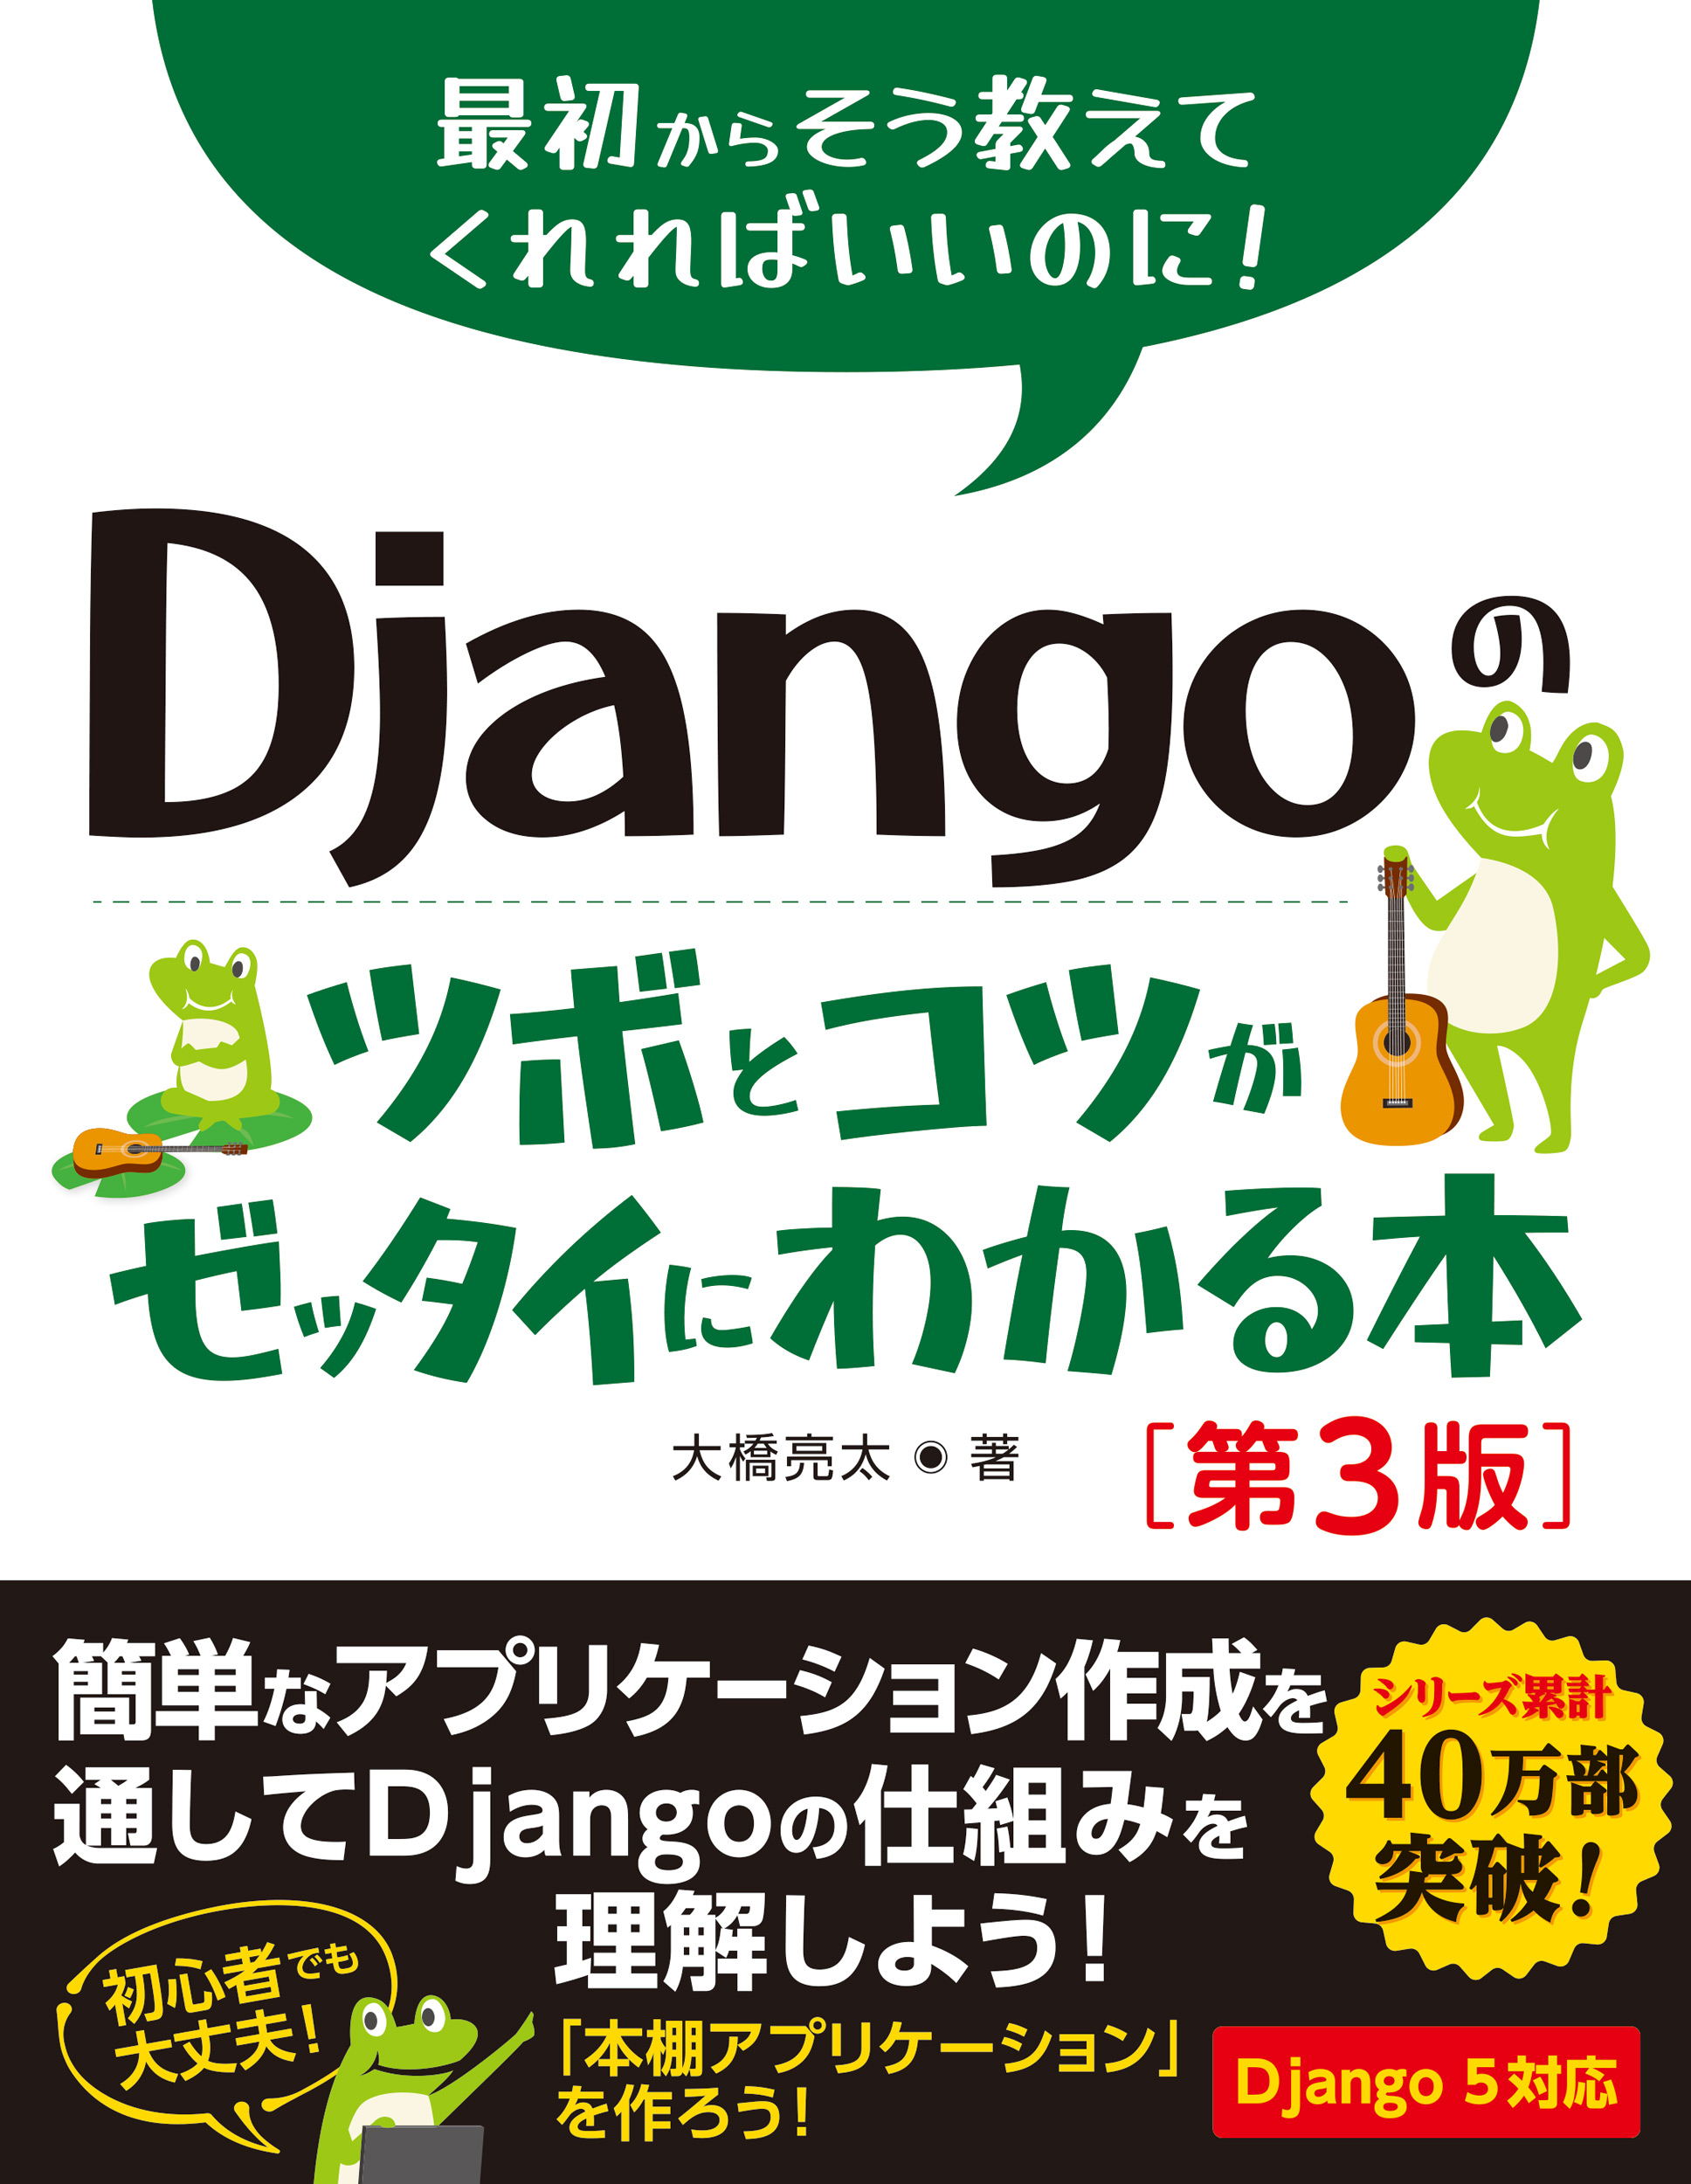 最初からそう教えて
くれればいいのに!
Djangoの
ツボとコツが
ゼッタイにわかる本
大橋亮太◉著
[第3版]
簡単なアプリケーション作成を
通してDjangoの仕組みを
理解しよう!
シリーズ累計
40万部
突破!
初心者でも
大丈夫!
「本棚アプリケーション」
を作ろう!
Django 5対応